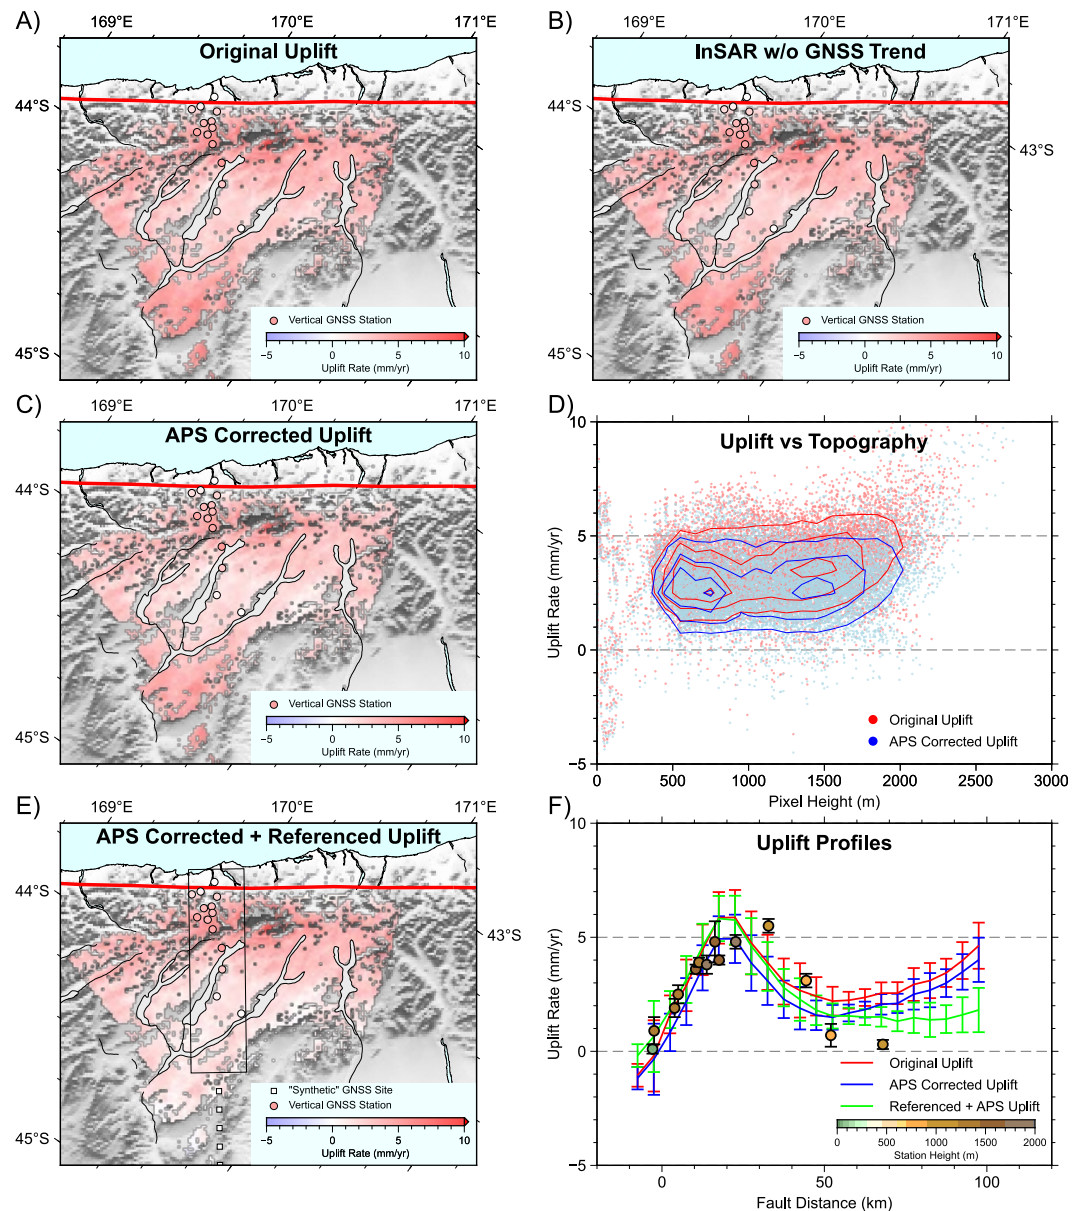 A)
169°E
170°E
Original Uplift
44°S
45°S
Vertical GNSS Station
−5
0
5
10
Uplift Rate (mm/yr)
B)
170°E
171°E
InSAR w/o GNSS Trend
44°S
43°S
45°S
Vertical GNSS Station
−5
0
5
10
Uplift Rate (mm/yr)
C)
169°E
170°E
171°E
APS Corrected Uplift
44°S
45°S
Vertical GNSS Station
−5
0
5
10
Uplift Rate (mm/yr)
D)
Uplift vs Topography
10
5
0
−5
Uplift Rate (mm/yr)
Original Uplift
APS Corrected Uplift
0
500
1000
1500
2000
2500
3000
Pixel Height (m)
E)
169°E
170°E
171°E
APS Corrected + Referenced Uplift
44°S
43°S
45°S
"Synthetic" GNSS Site
Vertical GNSS Station
−5
0
5
10
Uplift Rate (mm/yr)
F)
Uplift Profiles
10
5
0
−5
Uplift Rate (mm/yr)
Original Uplift
APS Corrected Uplift
Referenced + APS Uplift
0
500
1000
1500
2000
Station Height (m)
0
50
100
Fault Distance (km)